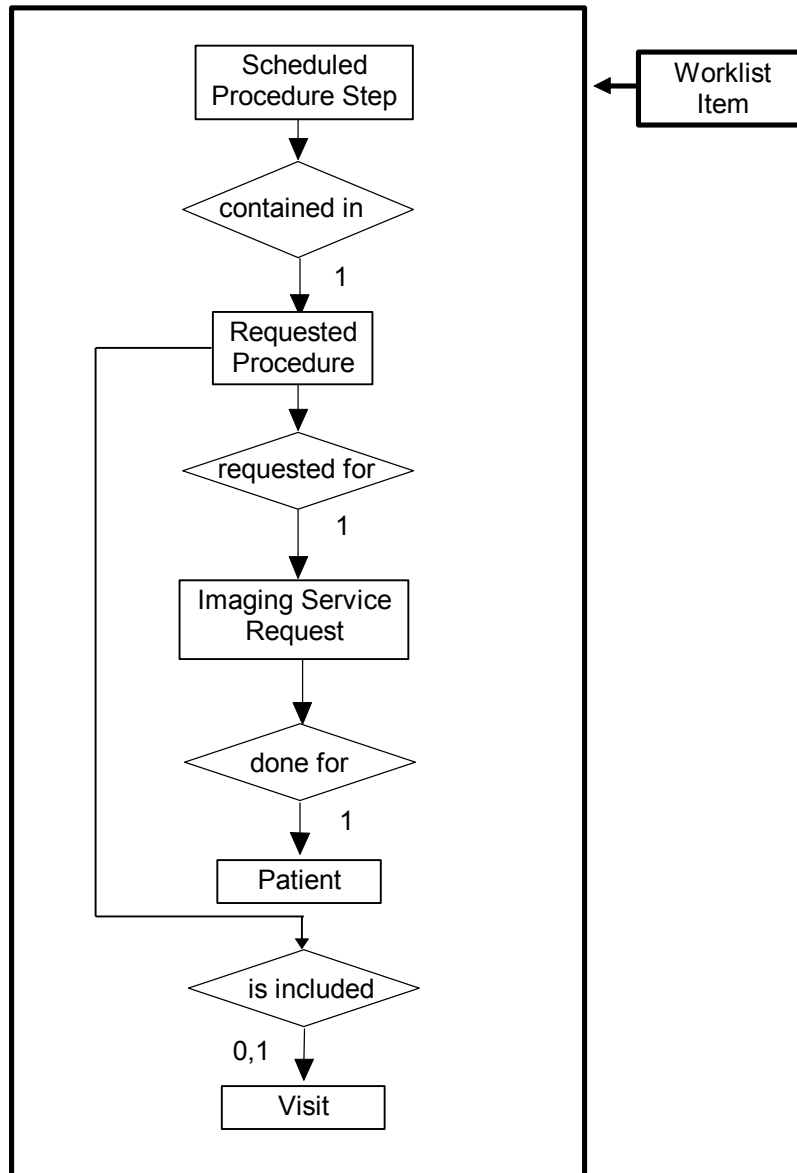 Scheduled
Procedure Step
Worklist
Item
contained in
1
Requested
Procedure
requested for
1
Imaging Service
Request
done for
1
Patient
is included
0,1
Visit